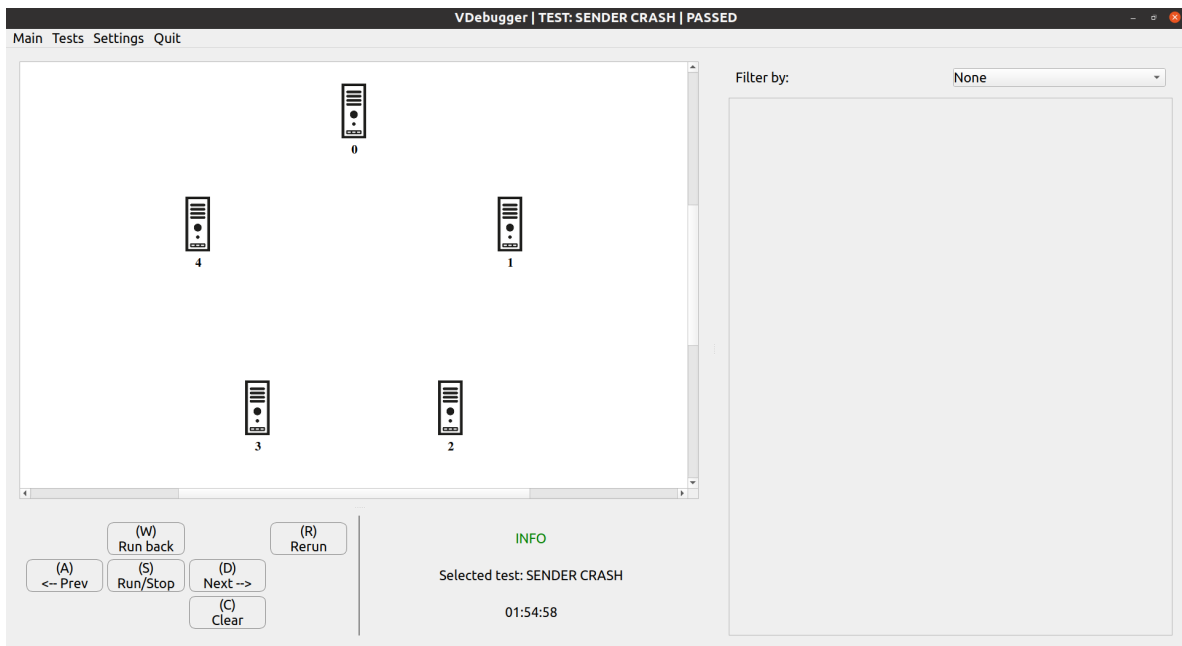 VDebugger | TEST: SENDER CRASH | PASSED
Main Tests Settings Quit
Filter by:
None
0
4
1
3
2
(W)
Run back
(R)
Rerun
(A)
<-- Prev
(S)
Run/Stop
(D)
Next -->
(C)
Clear
INFO
Selected test: SENDER CRASH
01:54:58